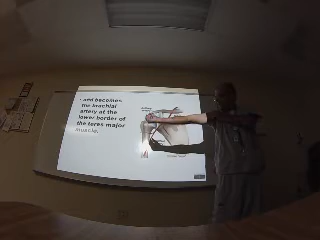 - and becomes
the brachial
artery at the
lower border of
the teres major
muscle.